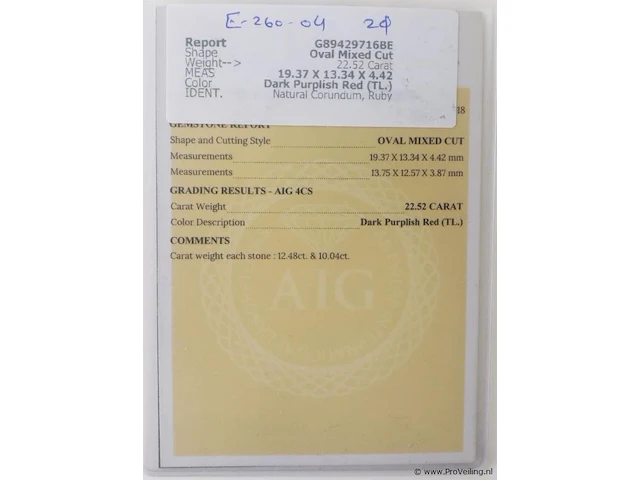 E-260-04 2φ
Report G89429716BE
Shape Oval Mixed Cut
Weight--> 22.52 Carat
MEAS 19.37 X 13.34 X 4.42
Color Dark Purplish Red (TL.)
IDENT. Natural Corundum, Ruby
18
GEMSTONE REPORT
Shape and Cutting Style OVAL MIXED CUT
Measurements 19.37 X 13.34 X 4.42 mm
Measurements 13.75 X 12.57 X 3.87 mm
GRADING RESULTS - AIG 4CS
Carat Weight 22.52 CARAT
Color Description Dark Purplish Red (TL.)
COMMENTS
Carat weight each stone : 12.48ct. & 10.04ct.
AIG
© www.ProVeiling.nl